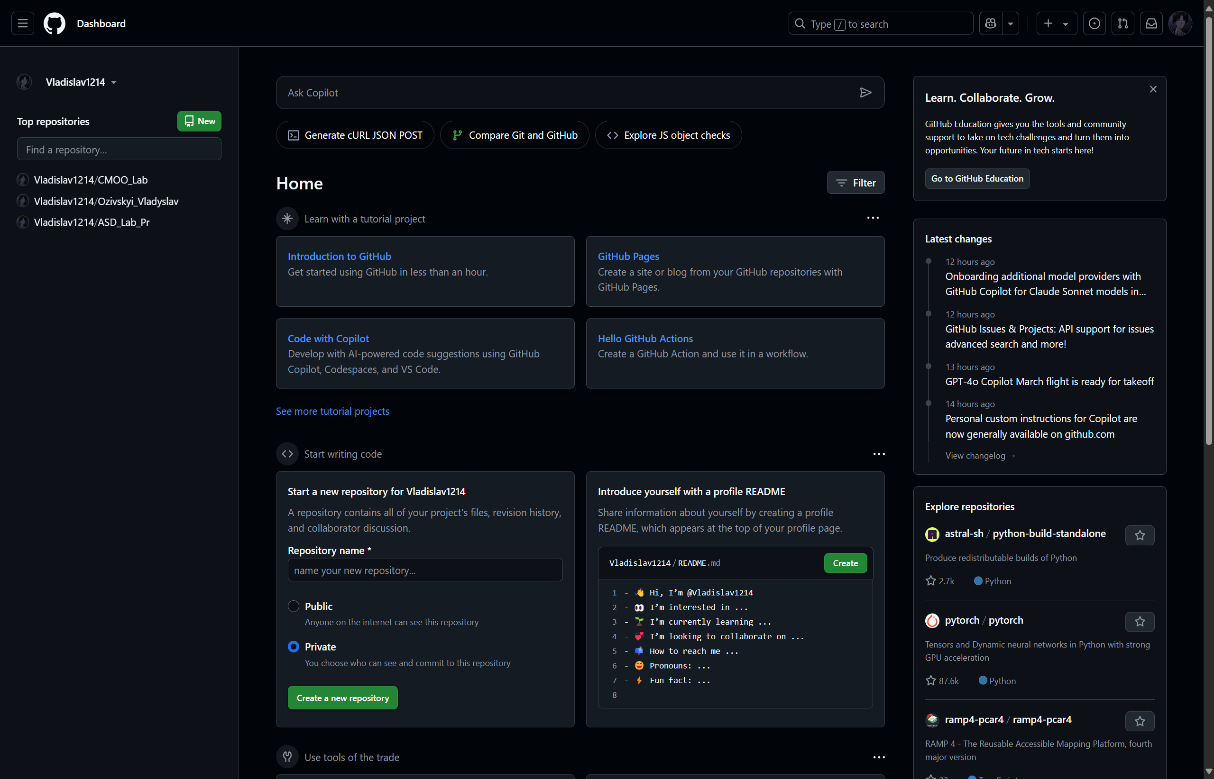 Dashboard
Type / to search
Vladislav1214
Top repositories
New
Find a repository...
Vladislav1214/CMOO_Lab
Vladislav1214/Ozivskyi_Vladyslav
Vladislav1214/ASD_Lab_Pr
Ask Copilot
Generate cURL JSON POST
Compare Git and GitHub
Explore JS object checks
Home
Filter
Learn with a tutorial project
Introduction to GitHub
Get started using GitHub in less than an hour.
GitHub Pages
Create a site or blog from your GitHub repositories with
GitHub Pages.
Code with Copilot
Develop with AI-powered code suggestions using GitHub
Copilot, Codespaces, and VS Code.
Hello GitHub Actions
Create a GitHub Action and use it in a workflow.
See more tutorial projects
Start writing code
Start a new repository for Vladislav1214
A repository contains all of your project's files, revision history,
and collaborator discussion.
Repository name *
name your new repository...
Public
Anyone on the internet can see this repository
Private
You choose who can see and commit to this repository
Create a new repository
Introduce yourself with a profile README
Share information about yourself by creating a profile
README, which appears at the top of your profile page.
Vladislav1214/README.md
Create
1 - 👋 Hi, I'm @Vladislav1214
2 - 👀 I'm interested in ...
3 - 🌱 I'm currently learning ...
4 - 💞️ I'm looking to collaborate on ...
5 - 📫 How to reach me ...
6 - 😄 Pronouns: ...
7 - ⚡ Fun fact: ...
8
Use tools of the trade
Learn. Collaborate. Grow.
GitHub Education gives you the tools and community
support to take on tech challenges and turn them into
opportunities. Your future in tech starts here!
Go to GitHub Education
Latest changes
12 hours ago
Onboarding additional model providers with
GitHub Copilot for Claude Sonnet models in...
12 hours ago
GitHub Issues & Projects: API support for issues
advanced search and more!
13 hours ago
GPT-4o Copilot March flight is ready for takeoff
14 hours ago
Personal custom instructions for Copilot are
now generally available on github.com
View changelog →
Explore repositories
astral-sh / python-build-standalone
Produce redistributable builds of Python
2.7k
Python
pytorch / pytorch
Tensors and Dynamic neural networks in Python with strong
GPU acceleration
87.6k
Python
ramp4-pcar4 / ramp4-pcar4
RAMP 4 - The Reusable Accessible Mapping Platform, fourth
major version